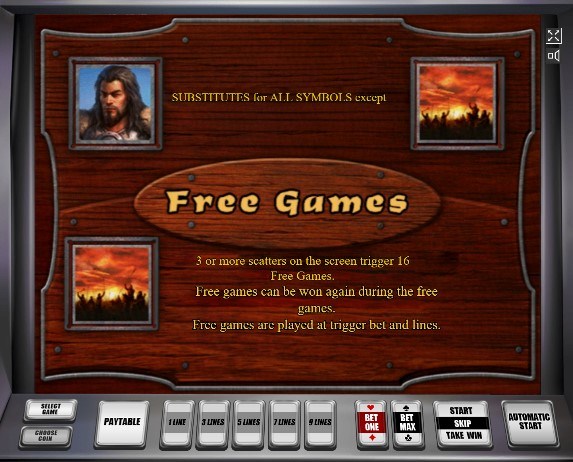 SUBSTITUTES for ALL SYMBOLS except
Free Games
3 or more scatters on the screen trigger 16
Free Games.
Free games can be won again during the free
games.
Free games are played at trigger bet and lines.
SELECT
GAME
CHOOSE
COIN
PAYTABLE
1 LINE
3 LINES
5 LINES
7 LINES
9 LINES
BET
ONE
BET
MAX
START
SKIP
TAKE WIN
AUTOMATIC
START